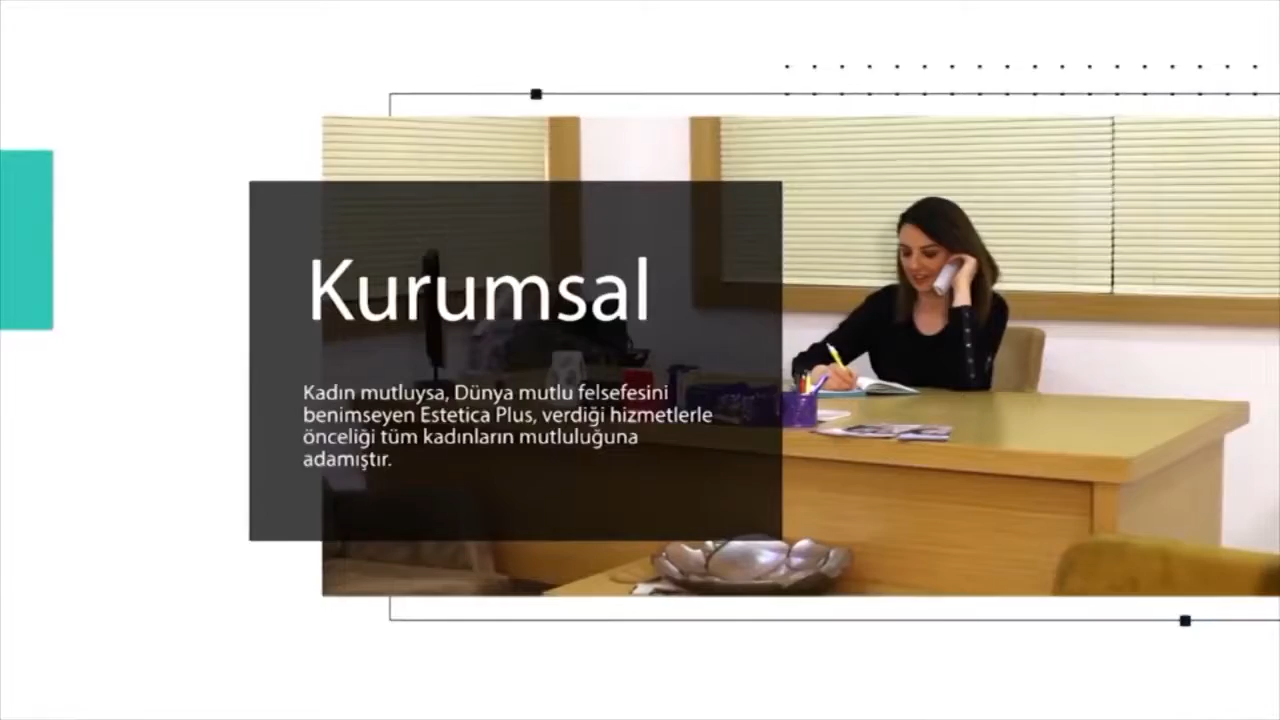 Kurumsal
Kadın mutluysa, Dünya mutlu felsefesini
benimseyen Estetica Plus, verdiği hizmetlerle
önceliği tüm kadınların mutluluğuna
adamıştır.